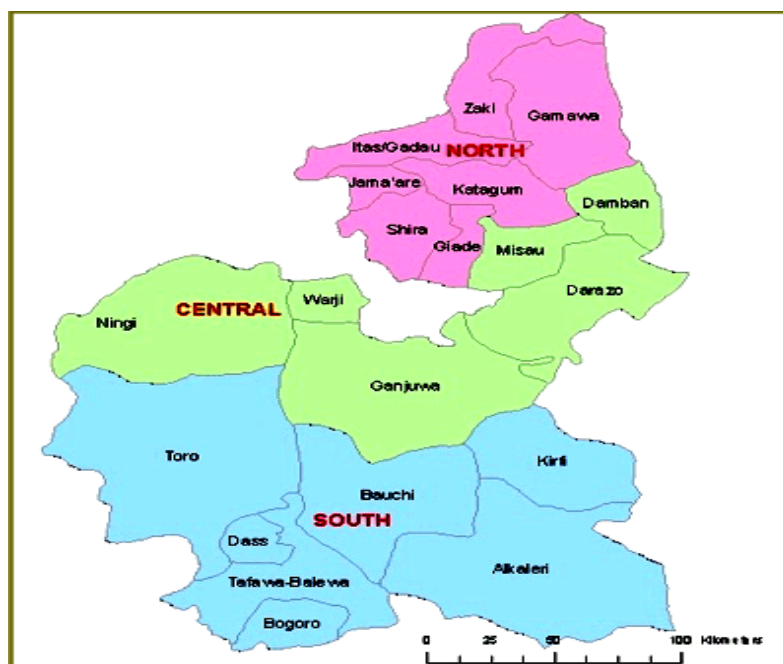 Zaki
Gamawa
Itas/Gadau
NORTH
Jama'are
Katagum
Damban
Shira
Giade
Misau
Darazo
Warji
CENTRAL
Ningi
Ganjuwa
Toro
Kirfi
Bauchi
SOUTH
Dass
Alkaleri
Tafawa-Balewa
Bogoro
0 25 50 100 Kilometers